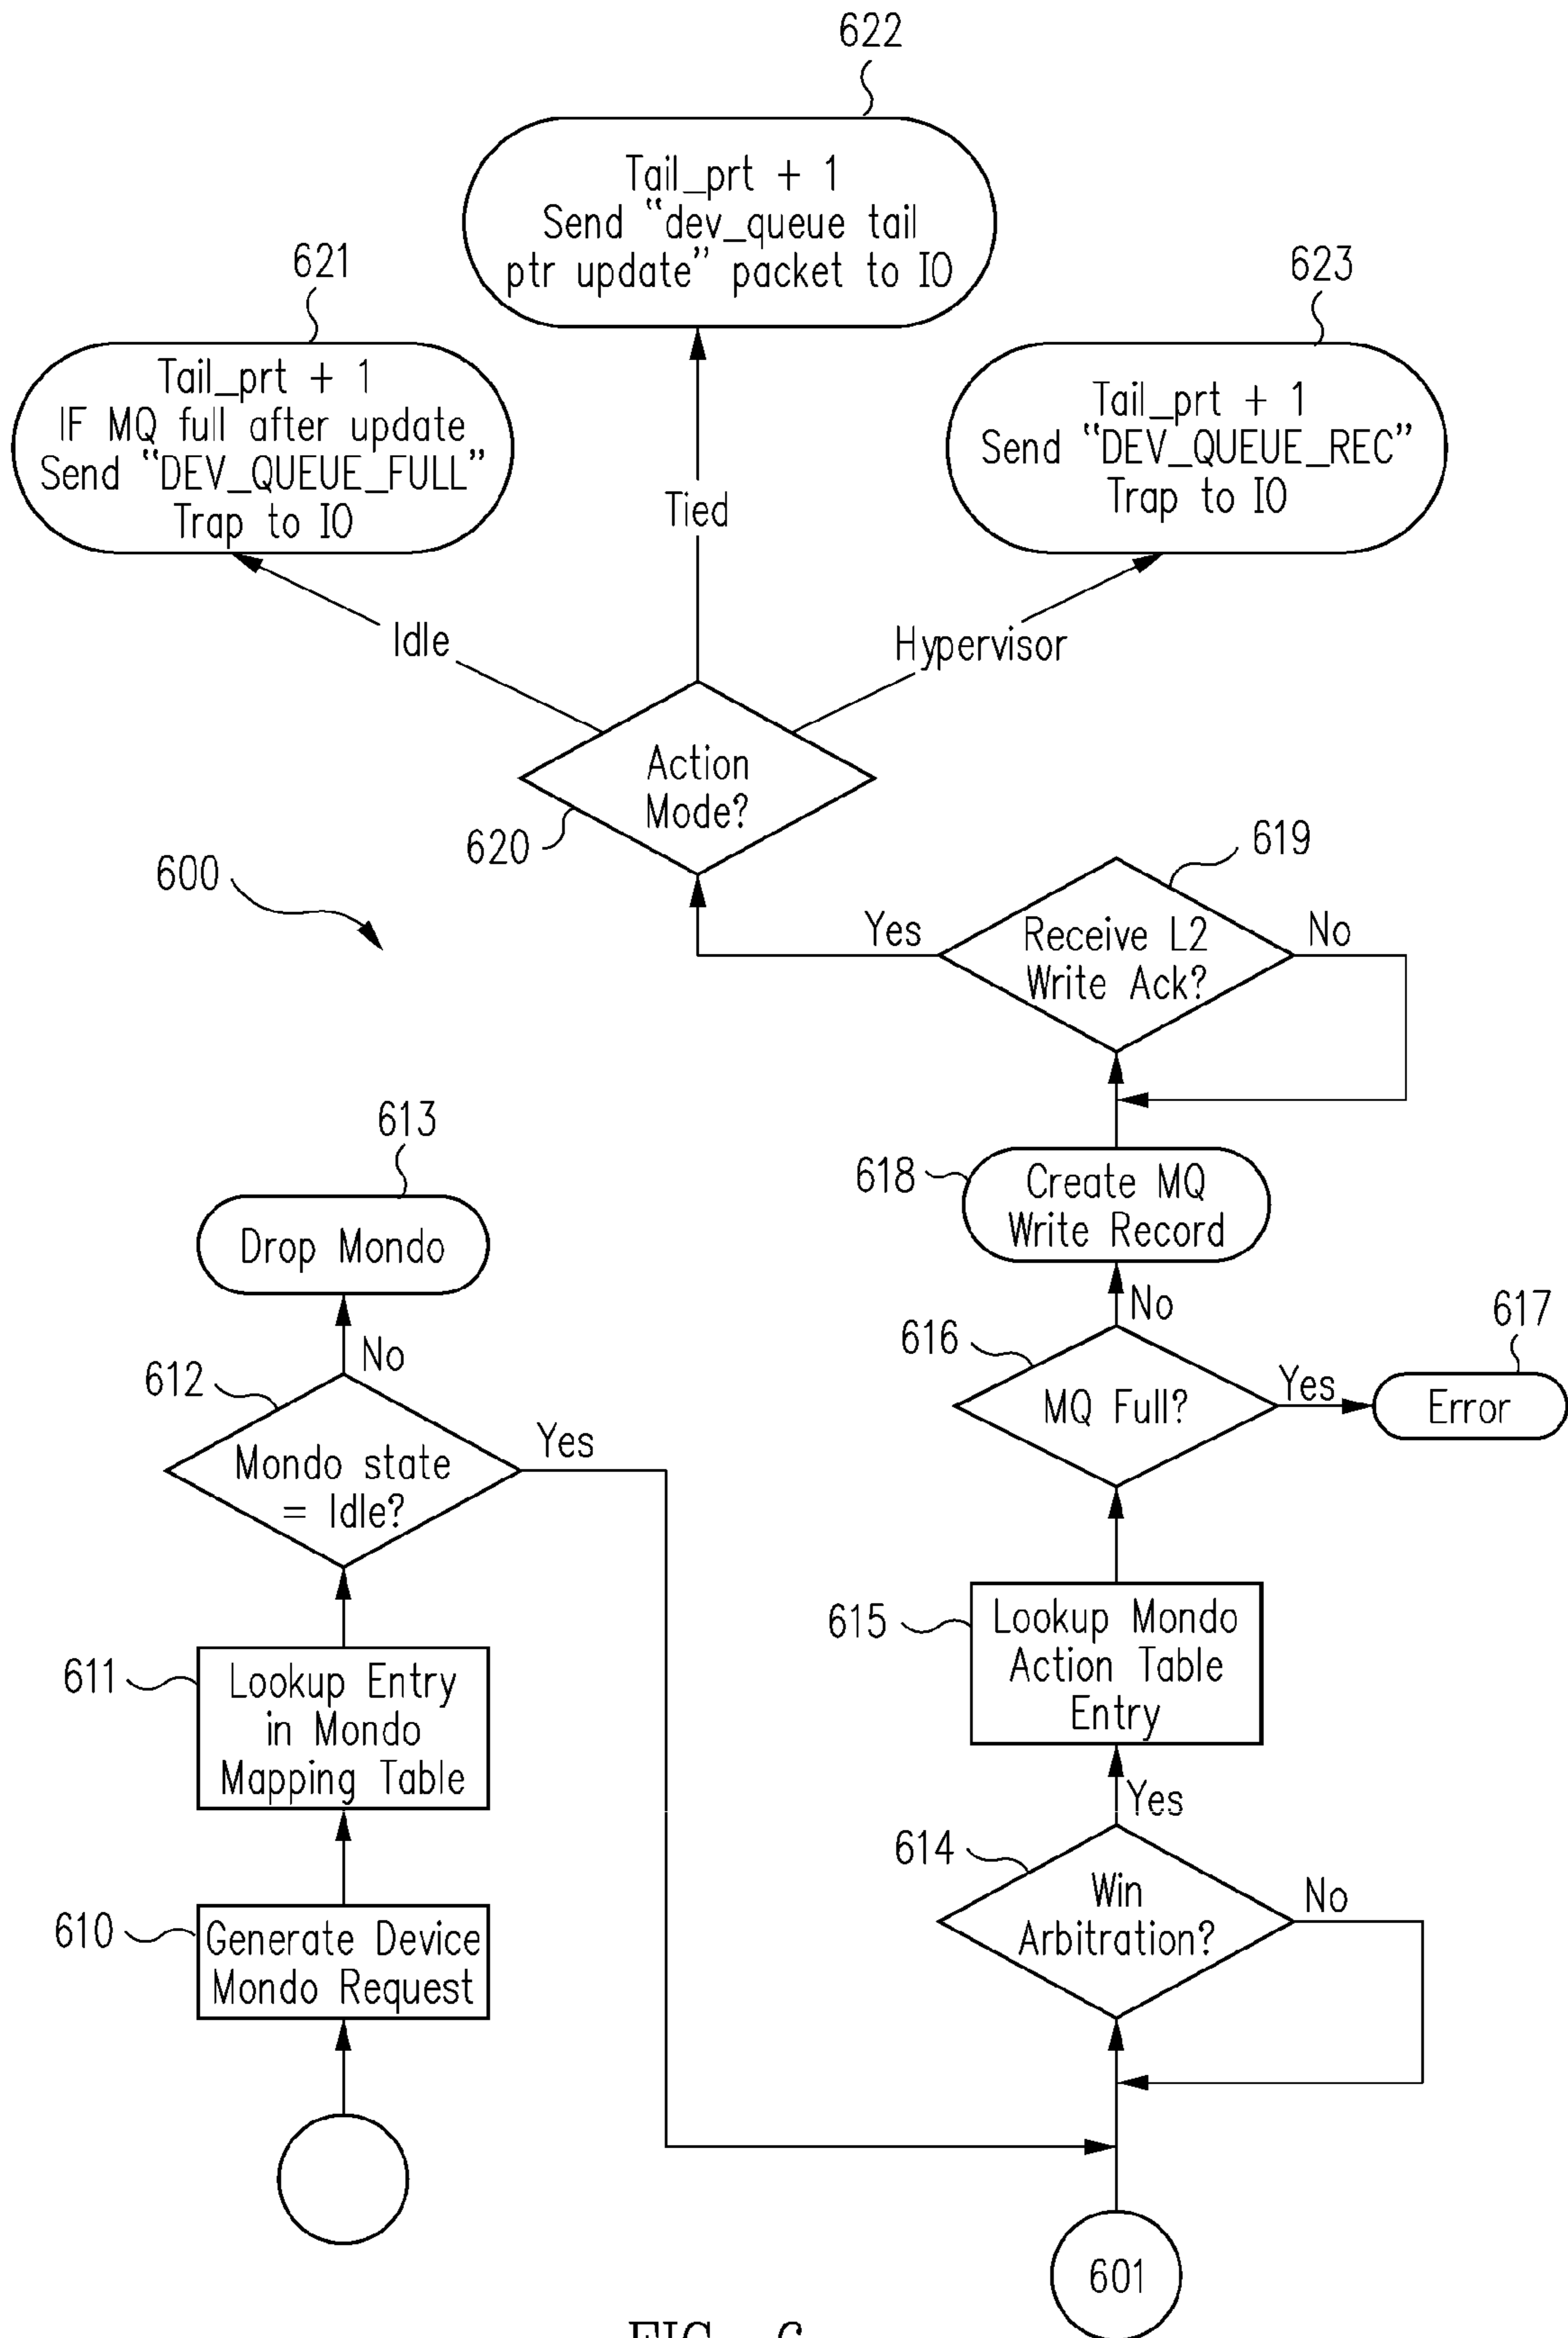 622
Tail_prt + 1
Send “dev_queue tail
ptr update” packet to IO
621
Tail_prt + 1
IF MQ full after update
Send “DEV_QUEUE_FULL”
Trap to IO
623
Tail_prt + 1
Send “DEV_QUEUE_REC”
Trap to IO
Tied
Idle
Hypervisor
Action
Mode?
620
600
619
Receive L2
Write Ack?
Yes
No
618
Create MQ
Write Record
613
Drop Mondo
No
612
Mondo state
= Idle?
Yes
No
616
MQ Full?
Yes
617
Error
611
Lookup Entry
in Mondo
Mapping Table
615
Lookup Mondo
Action Table
Entry
Yes
610
Generate Device
Mondo Request
614
Win
Arbitration?
No
601
FIG. 6